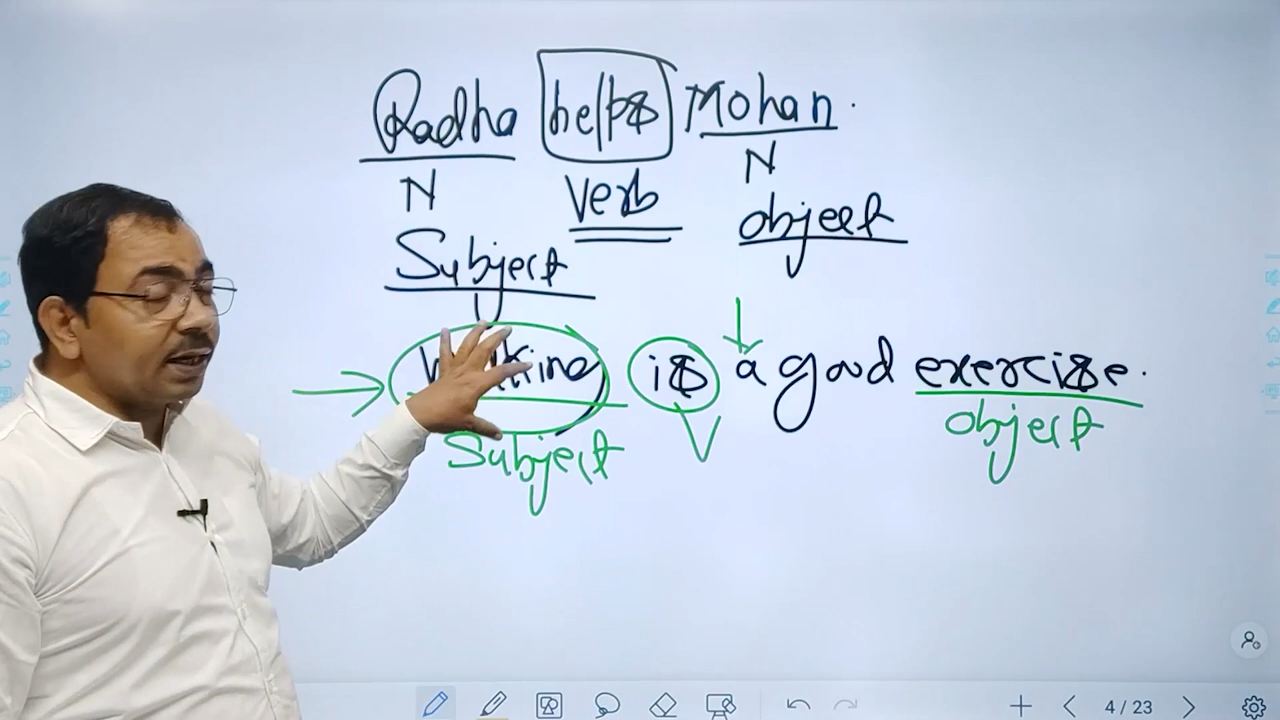 Radha helps Mohan.
N Verb N
Subject object
is a good exercise.
Subject V object
4 / 23